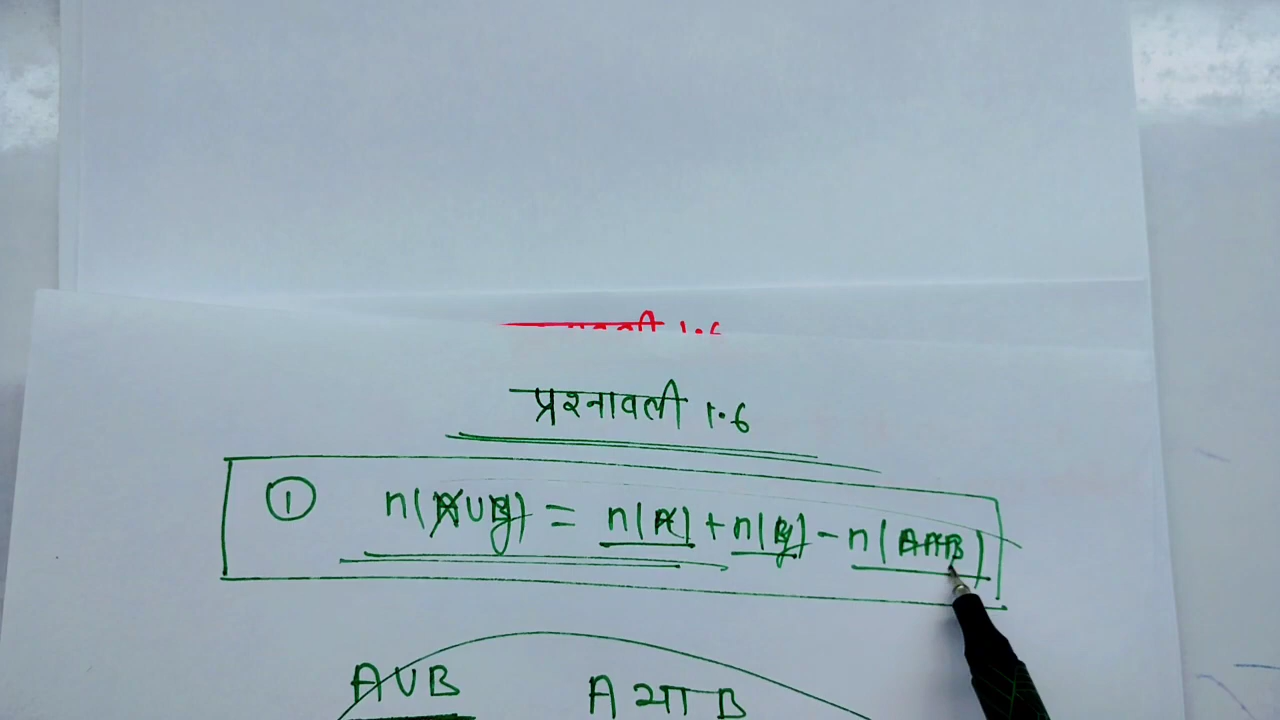 प्रश्नावली 1.6
① n(A∪B) = n(A) + n(B) - n(A∩B)
A∪B A या B